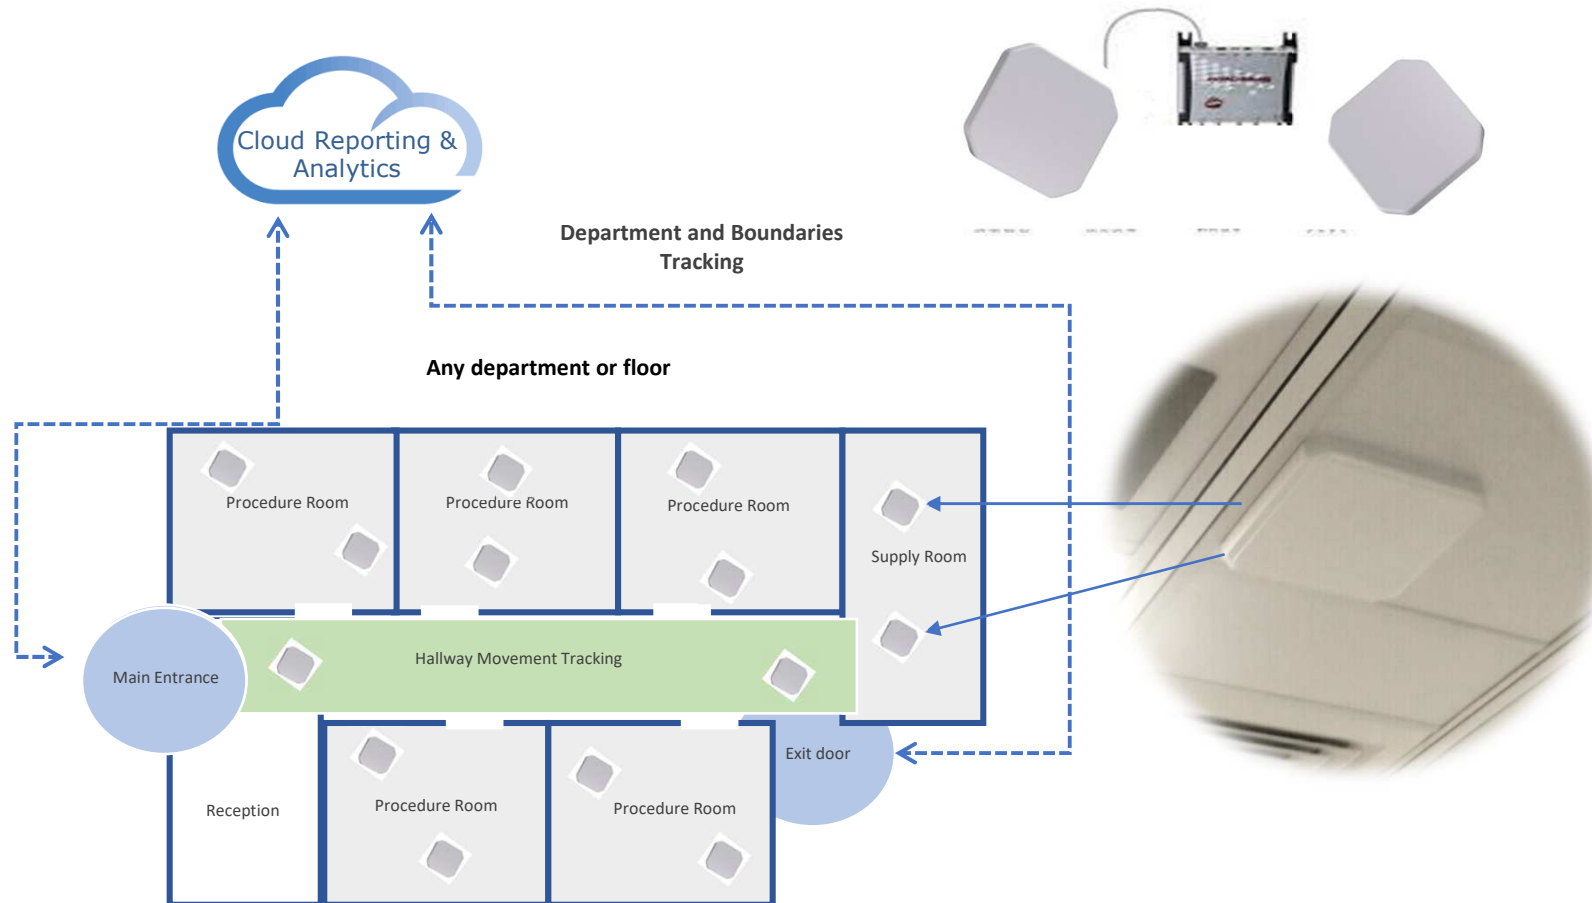 Cloud Reporting &
Analytics
Department and Boundaries
Tracking
Any department or floor
Procedure Room
Procedure Room
Procedure Room
Supply Room
Main Entrance
Hallway Movement Tracking
Exit door
Reception
Procedure Room
Procedure Room